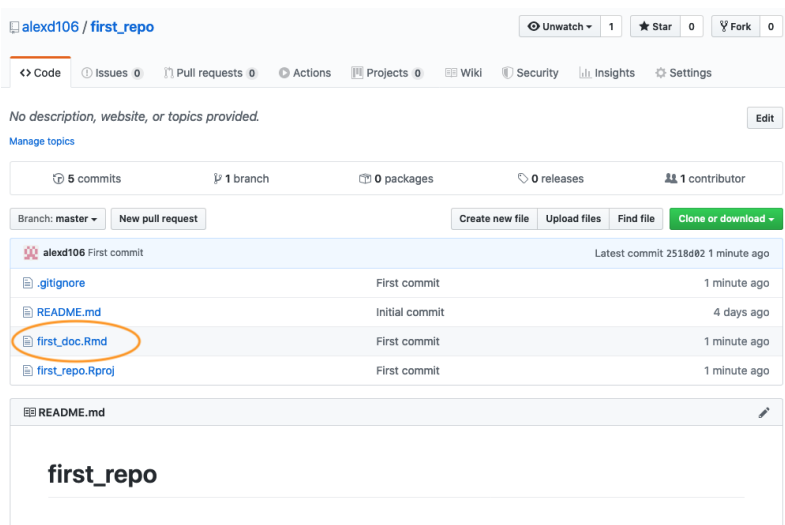 alexd106 / first_repo
Unwatch 1 Star 0 Fork 0
Code Issues 0 Pull requests 0 Actions Projects 0 Wiki Security Insights Settings
No description, website, or topics provided. Edit
Manage topics
5 commits 1 branch 0 packages 0 releases 1 contributor
Branch: master New pull request Create new file Upload files Find file Clone or download
alexd106 First commit Latest commit 2518d02 1 minute ago
.gitignore First commit 1 minute ago
README.md Initial commit 4 days ago
first_doc.Rmd First commit 1 minute ago
first_repo.Rproj First commit 1 minute ago
README.md
first_repo